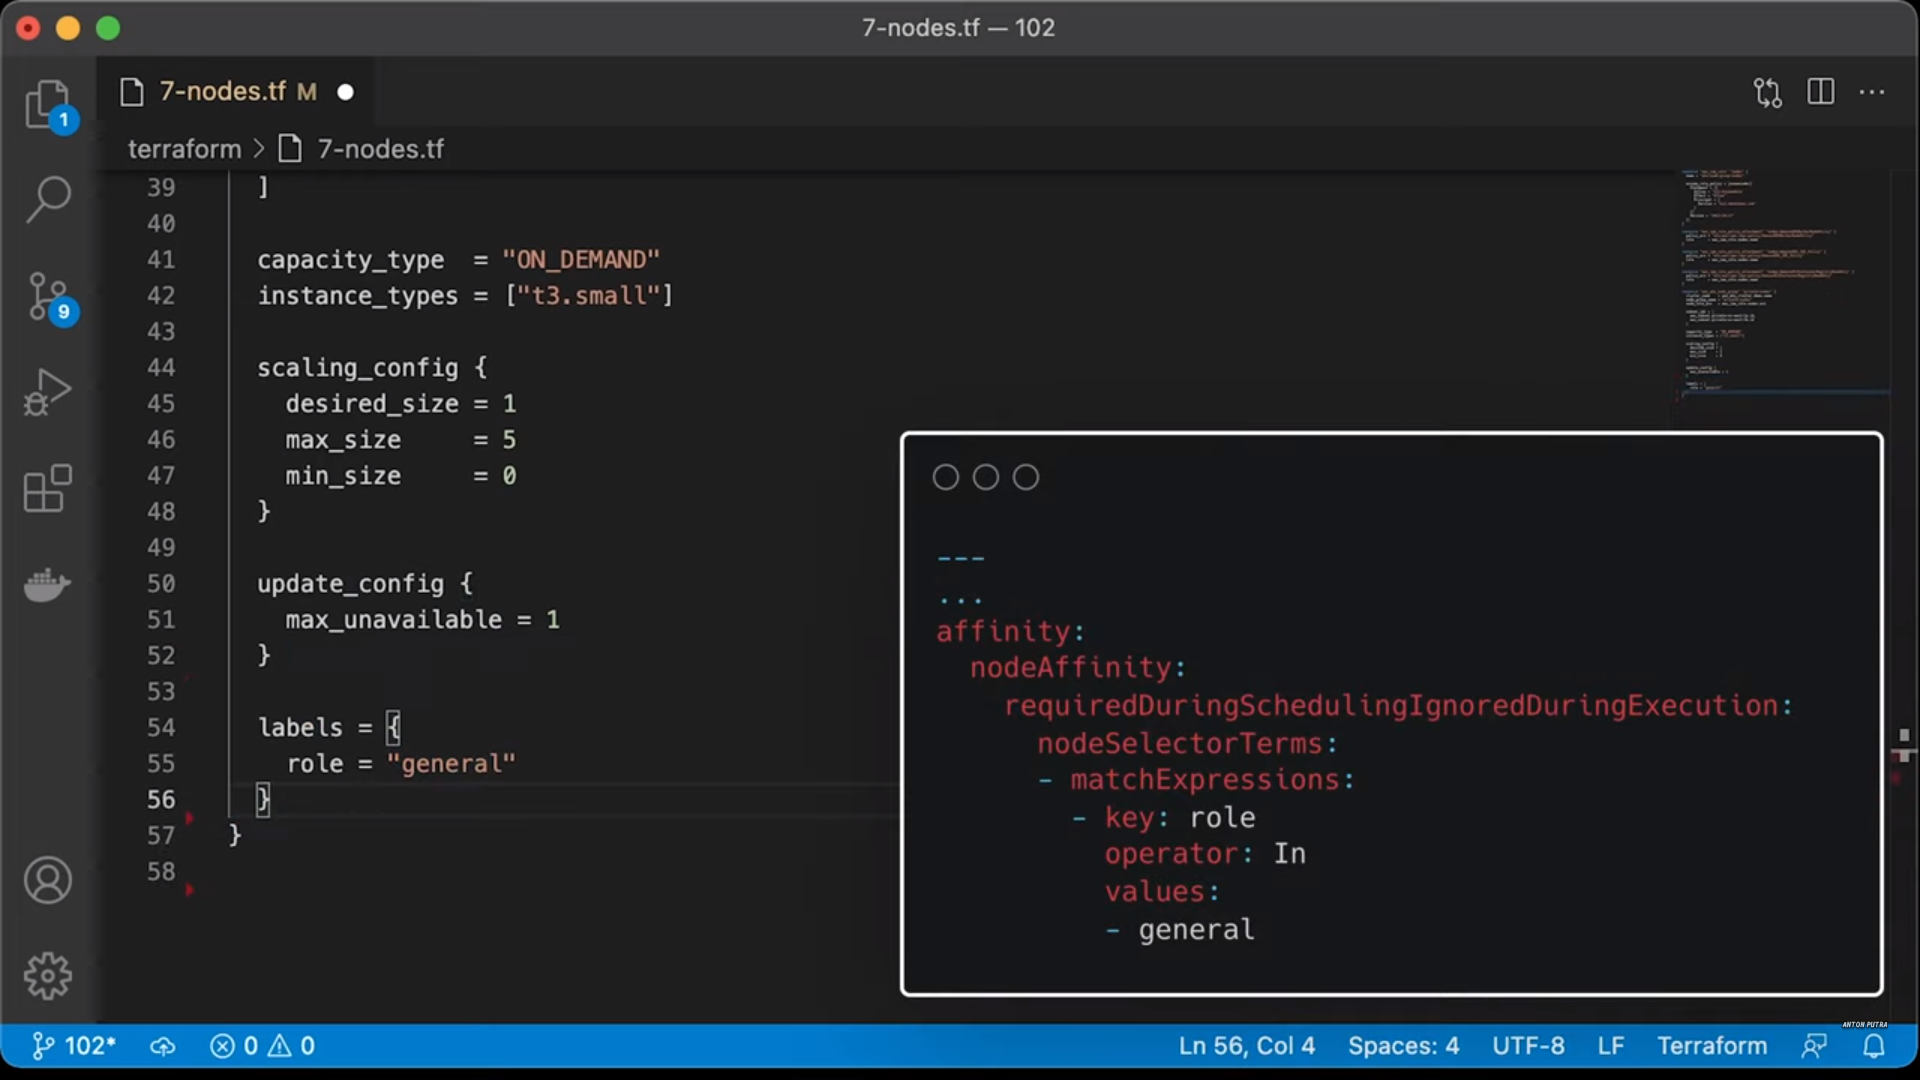 7-nodes.tf — 102
7-nodes.tf M
1
terraform > 7-nodes.tf
9
39 ]
40
41 capacity_type = "ON_DEMAND"
42 instance_types = ["t3.small"]
43
44 scaling_config {
45 desired_size = 1
46 max_size = 5
47 min_size = 0
48 }
49
50 update_config {
51 max_unavailable = 1
52 }
53
54 labels = {
55 role = "general"
56 }
57 }
58
---
...
affinity:
nodeAffinity:
requiredDuringSchedulingIgnoredDuringExecution:
nodeSelectorTerms:
- matchExpressions:
- key: role
operator: In
values:
- general
ANTON PUTRA
102* 0 0 Ln 56, Col 4 Spaces: 4 UTF-8 LF Terraform